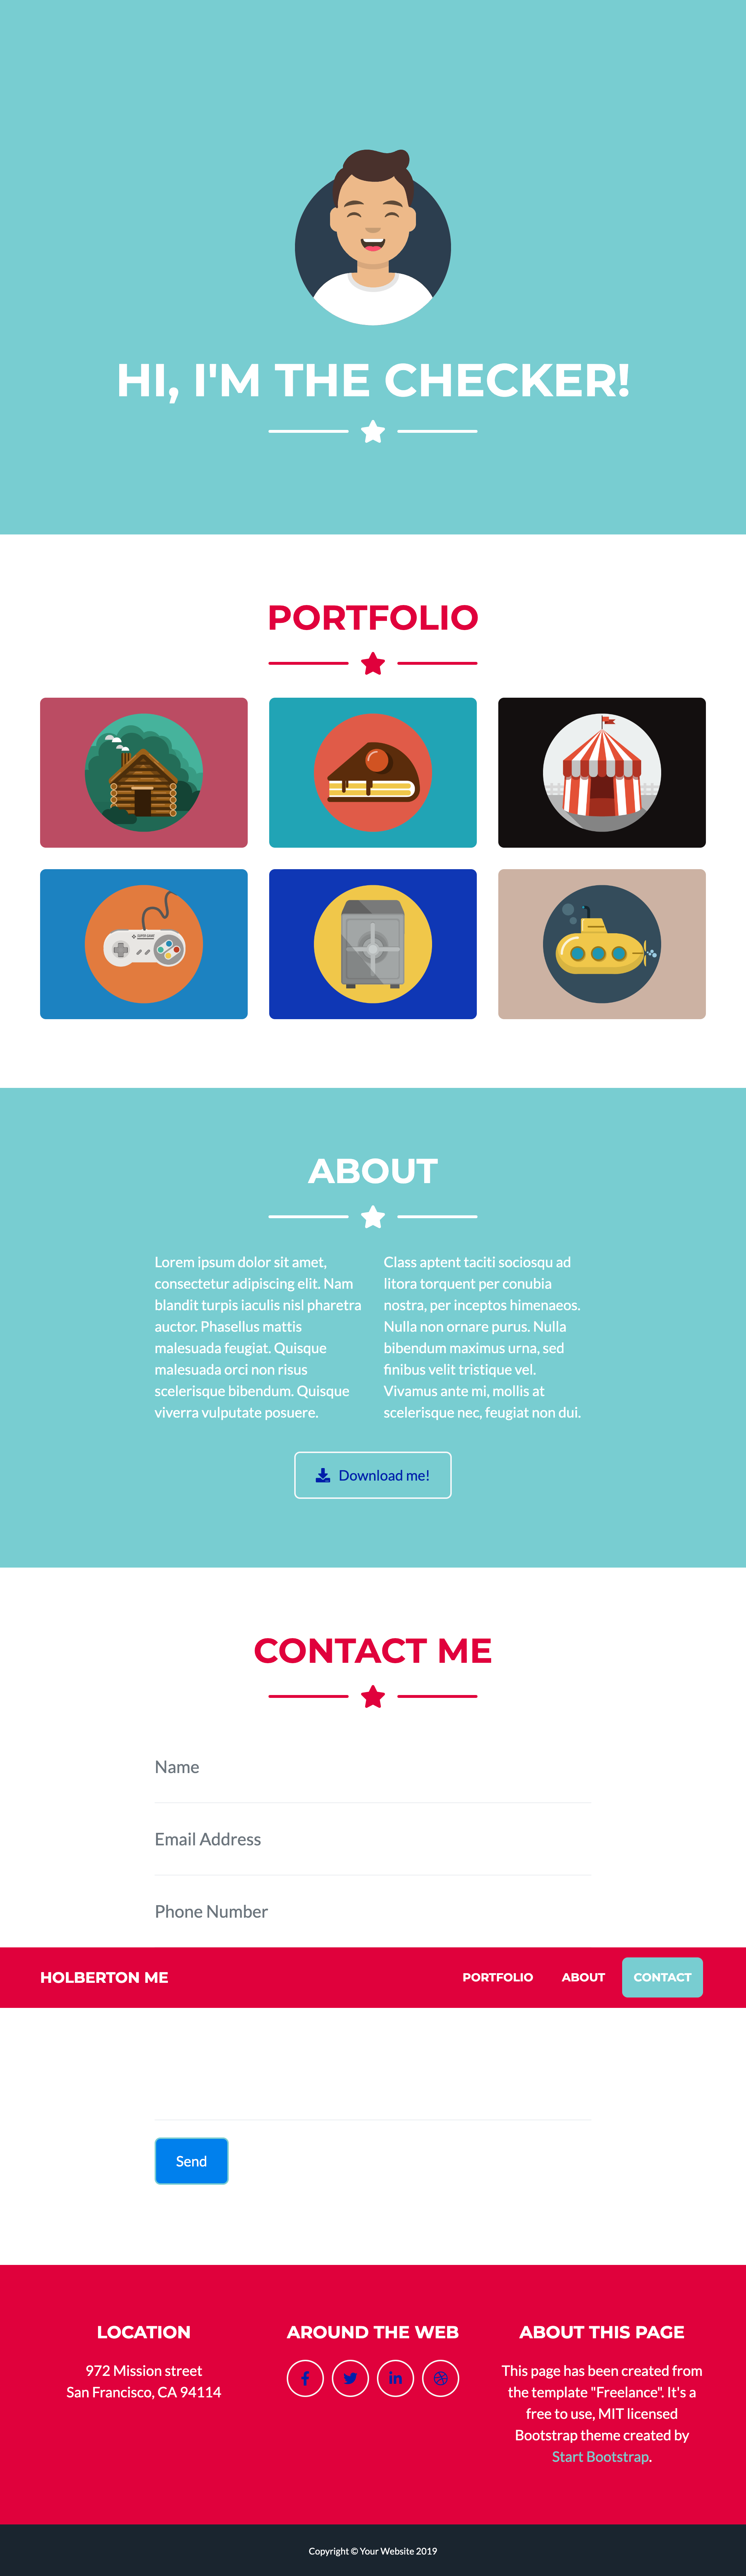 HI, I'M THE CHECKER!
PORTFOLIO
SUPER GAME
ABOUT
Lorem ipsum dolor sit amet,
consectetur adipiscing elit. Nam
blandit turpis iaculis nisl pharetra
auctor. Phasellus mattis
malesuada feugiat. Quisque
malesuada orci non risus
scelerisque bibendum. Quisque
viverra vulputate posuere.
Class aptent taciti sociosqu ad
litora torquent per conubia
nostra, per inceptos himenaeos.
Nulla non ornare purus. Nulla
bibendum maximus urna, sed
finibus velit tristique vel.
Vivamus ante mi, mollis at
scelerisque nec, feugiat non dui.
Download me!
CONTACT ME
Name
Email Address
Phone Number
HOLBERTON ME
PORTFOLIO
ABOUT
CONTACT
Send
LOCATION
972 Mission street
San Francisco, CA 94114
AROUND THE WEB
ABOUT THIS PAGE
This page has been created from
the template "Freelance". It's a
free to use, MIT licensed
Bootstrap theme created by
Start Bootstrap.
Copyright © Your Website 2019